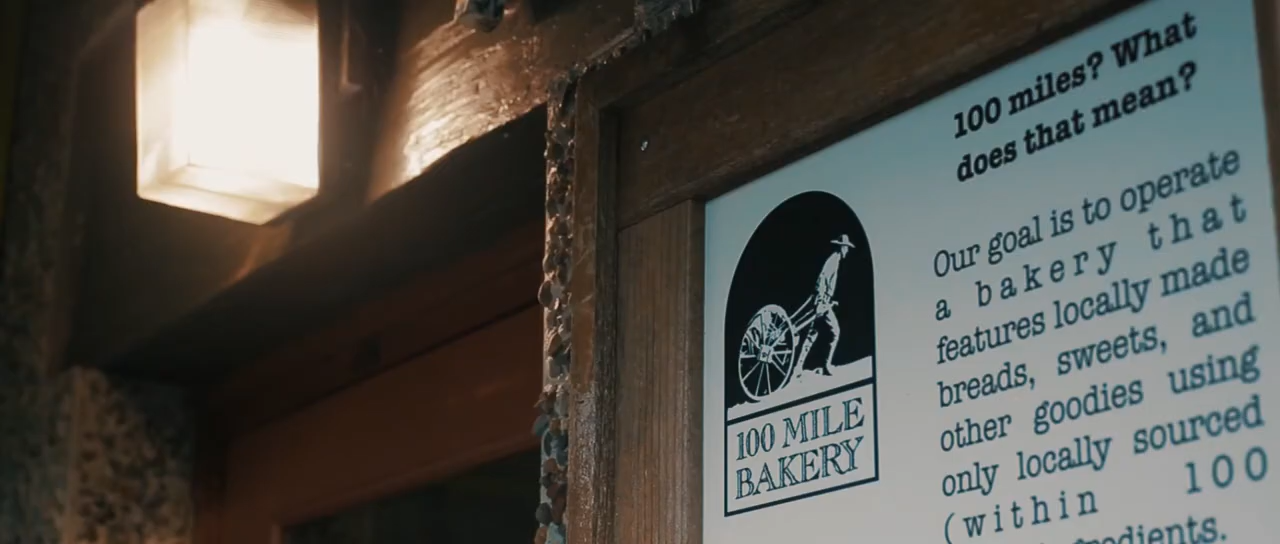 100 miles? What
does that mean?
Our goal is to operate
a bakery that
features locally made
breads, sweets, and
other goodies using
only locally sourced
(within 100
100 MILE
BAKERY